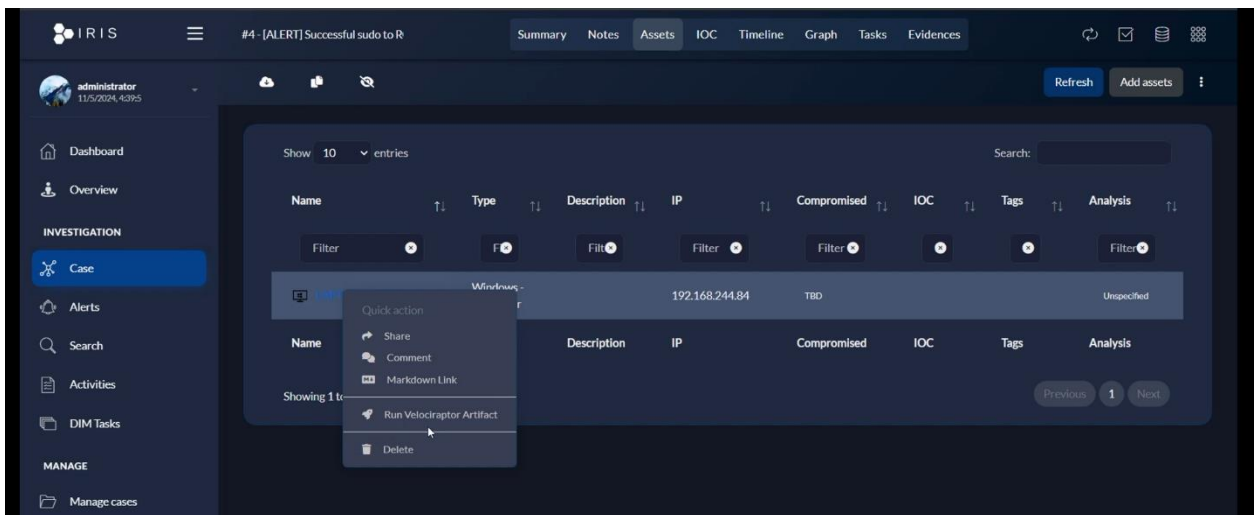 IRIS
#4 - [ALERT] Successful sudo to R
Summary Notes Assets IOC Timeline Graph Tasks Evidences
administrator
11/5/2024, 4:39:5
Refresh Add assets
Dashboard
Overview
INVESTIGATION
Case
Alerts
Search
Activities
DIM Tasks
MANAGE
Manage cases
Show 10 entries
Search:
Name Type Description IP Compromised IOC Tags Analysis
Filter F Filt Filter Filter Filter
Windows -
r
192.168.244.84 TBD Unspecified
Quick action
Share
Comment
Markdown Link
Run Velociraptor Artifact
Delete
Name Description IP Compromised IOC Tags Analysis
Showing 1 to
Previous 1 Next